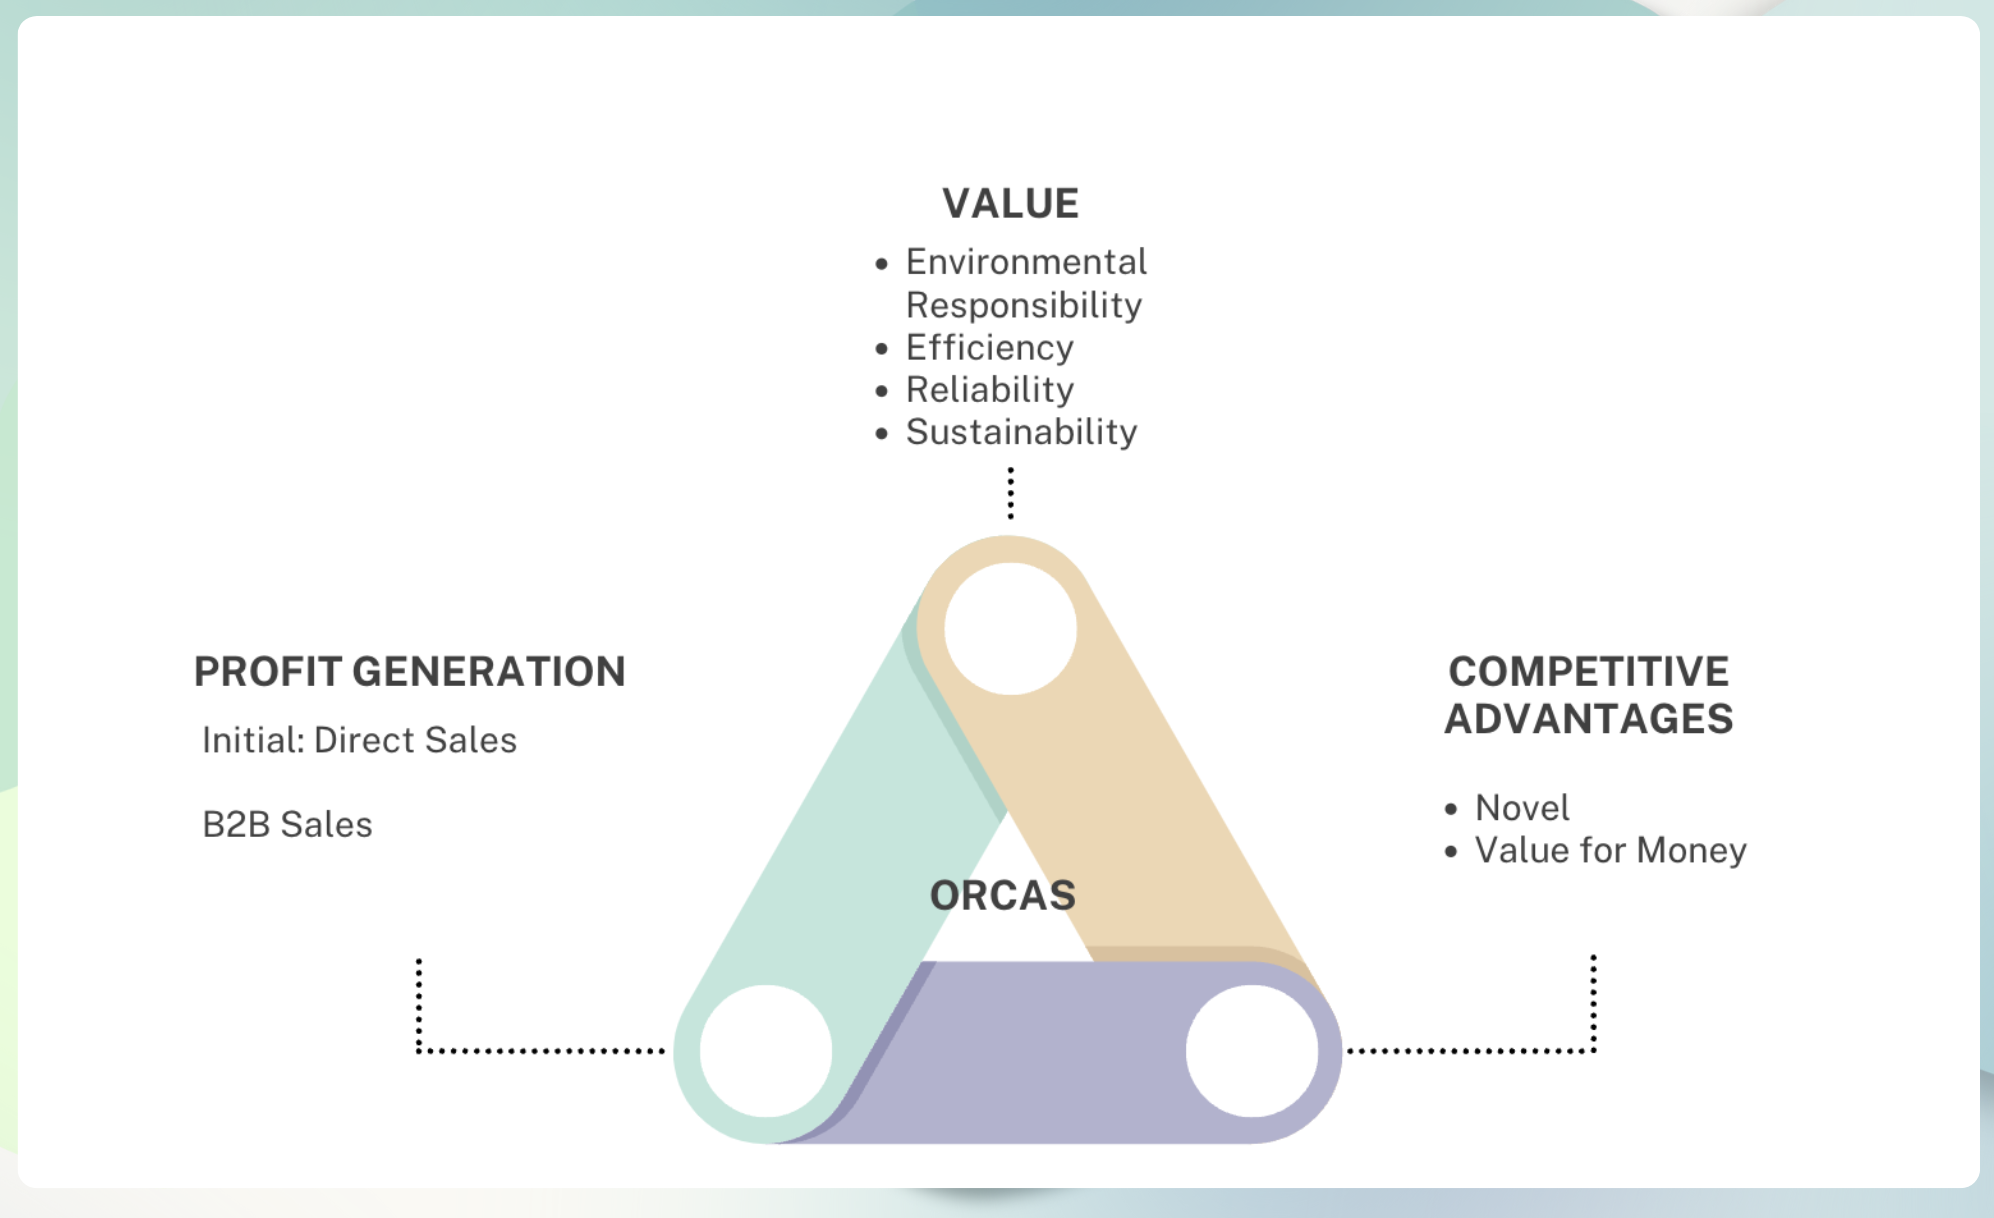 VALUE
• Environmental
Responsibility
• Efficiency
• Reliability
• Sustainability
PROFIT GENERATION
Initial: Direct Sales
B2B Sales
COMPETITIVE
ADVANTAGES
• Novel
• Value for Money
ORCAS